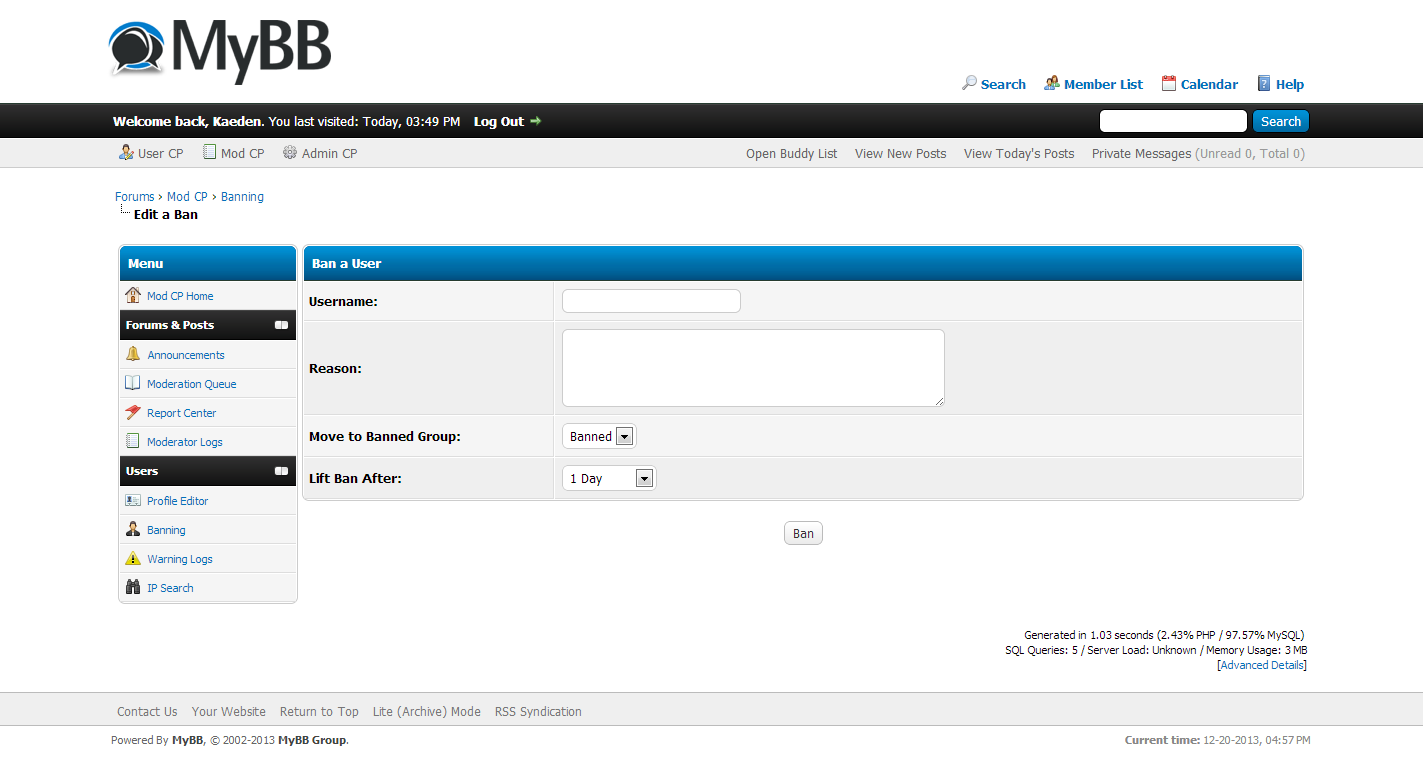 MyBB
Search Member List Calendar Help
Welcome back, Kaeden. You last visited: Today, 03:49 PM Log Out Search
User CP Mod CP Admin CP Open Buddy List View New Posts View Today's Posts Private Messages (Unread 0, Total 0)
Forums › Mod CP › Banning
Edit a Ban
Menu
Mod CP Home
Forums & Posts
Announcements
Moderation Queue
Report Center
Moderator Logs
Users
Profile Editor
Banning
Warning Logs
IP Search
Ban a User
Username:
Reason:
Move to Banned Group: Banned
Lift Ban After: 1 Day
Ban
Generated in 1.03 seconds (2.43% PHP / 97.57% MySQL)
SQL Queries: 5 / Server Load: Unknown / Memory Usage: 3 MB
[Advanced Details]
Contact Us Your Website Return to Top Lite (Archive) Mode RSS Syndication
Powered By MyBB, © 2002-2013 MyBB Group. Current time: 12-20-2013, 04:57 PM